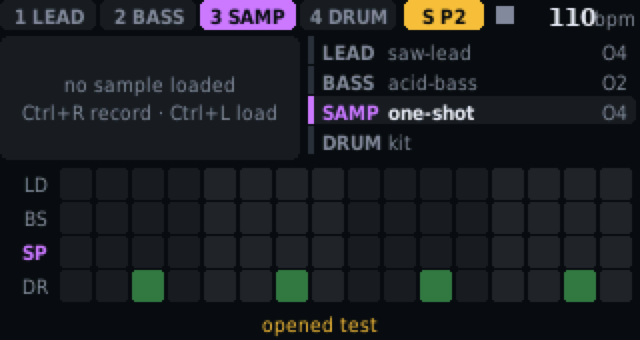 1 LEAD 2 BASS 3 SAMP 4 DRUM S P2 110bpm
no sample loaded
Ctrl+R record · Ctrl+L load
LEAD saw-lead O4
BASS acid-bass O2
SAMP one-shot O4
DRUM kit
LD
BS
SP
DR
opened test